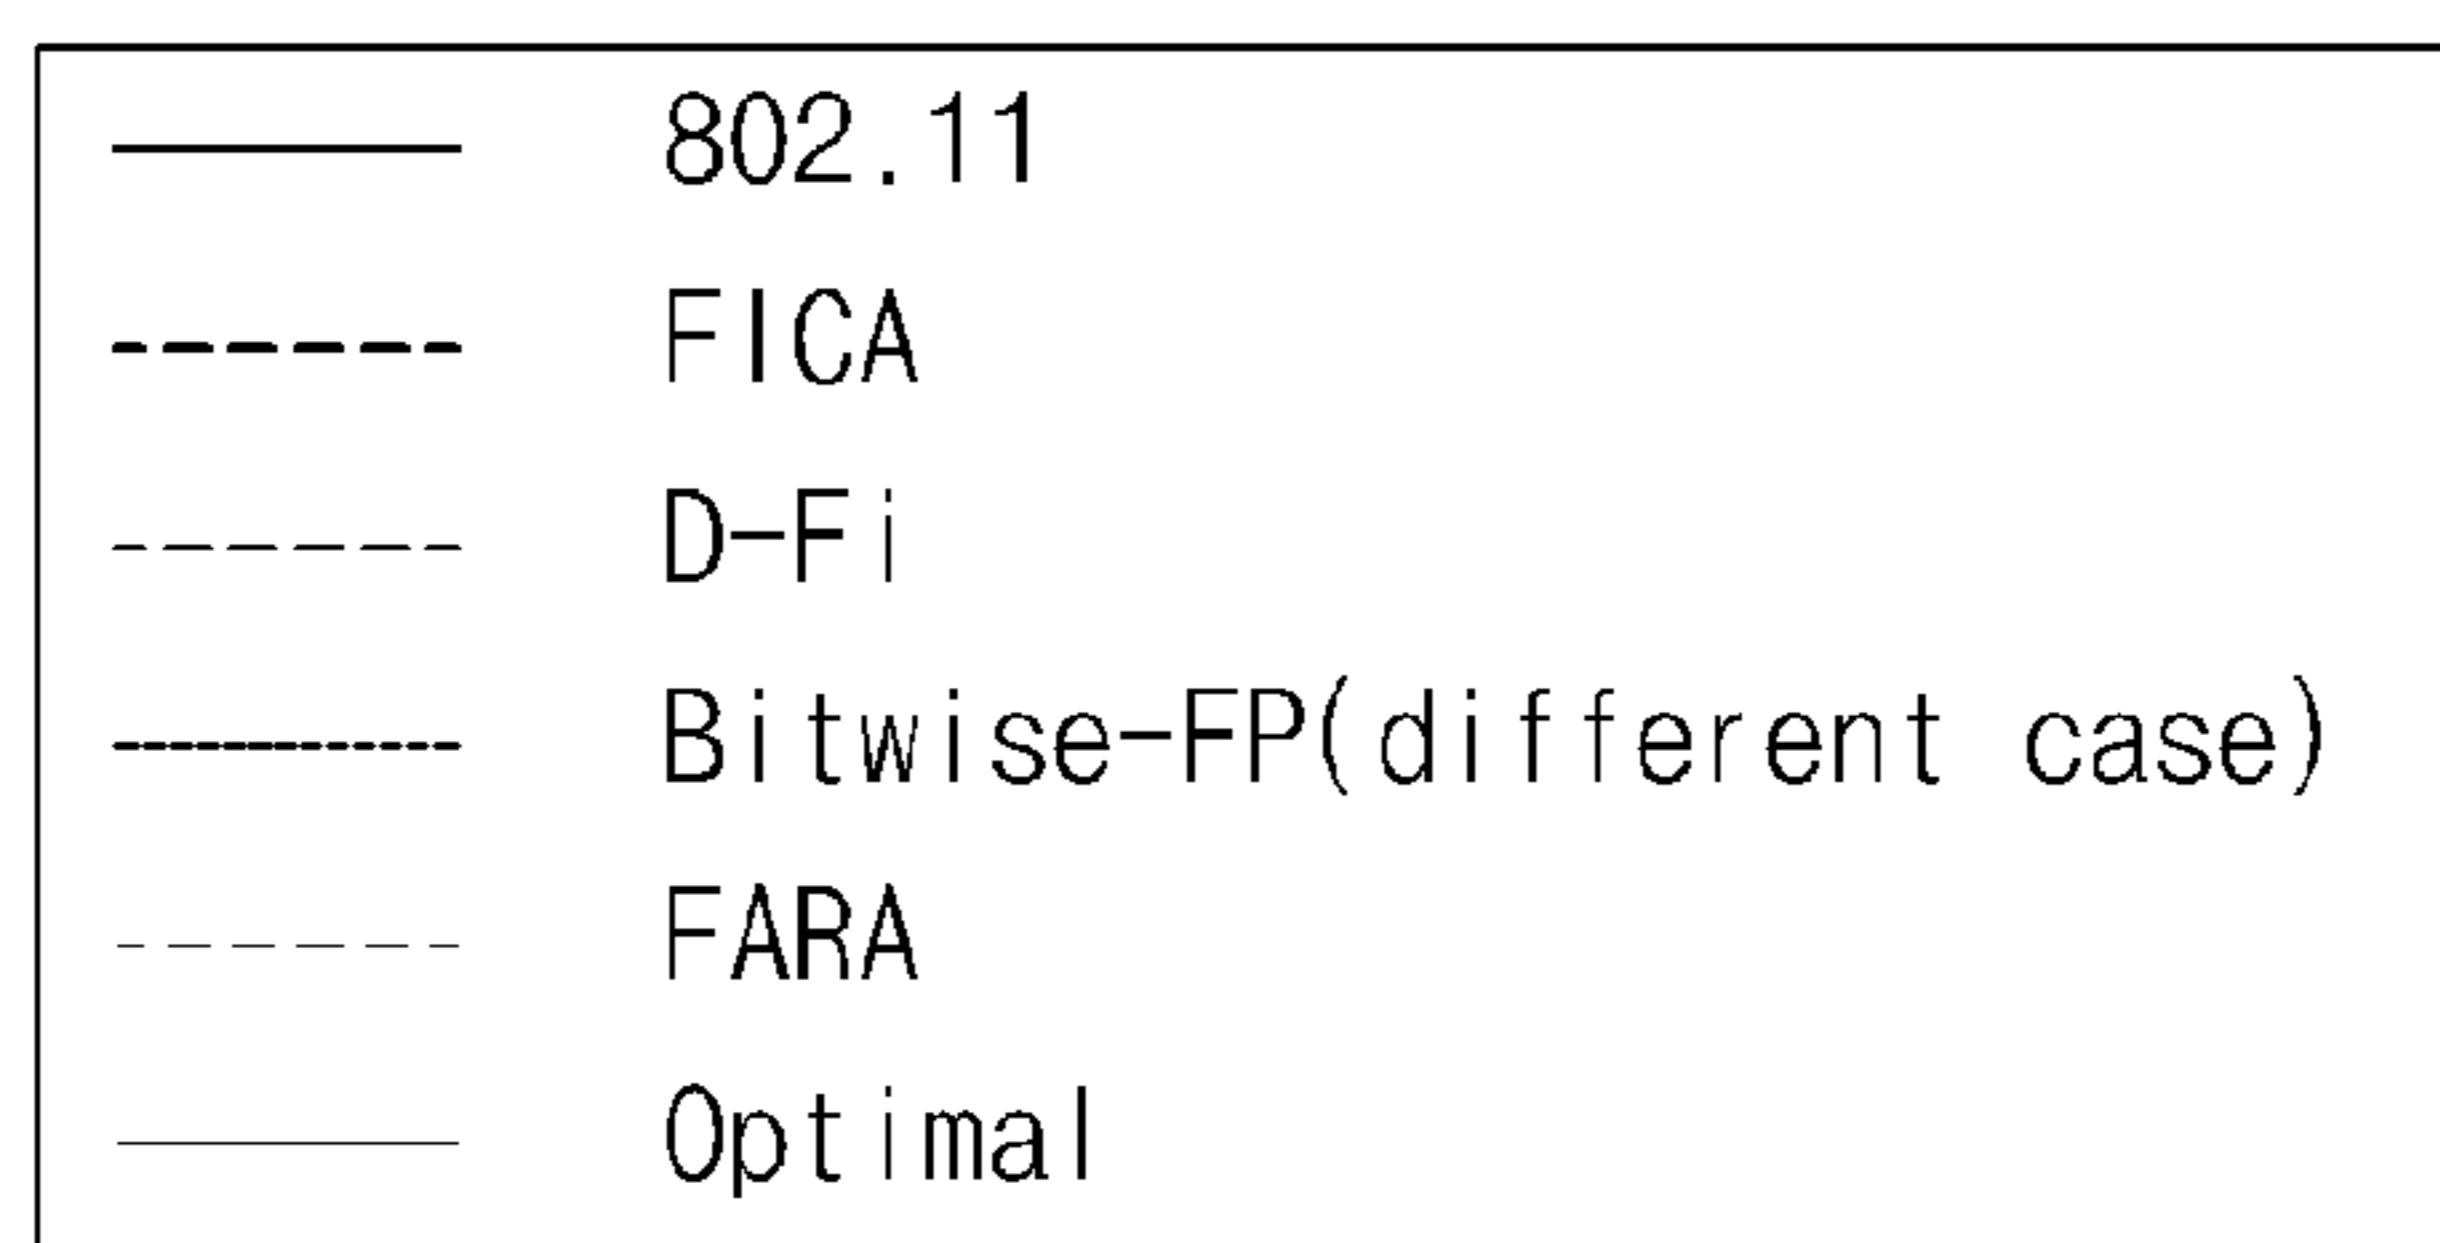 802.11
FICA
D-Fi
Bitwise-FP(different case)
FARA
Optimal